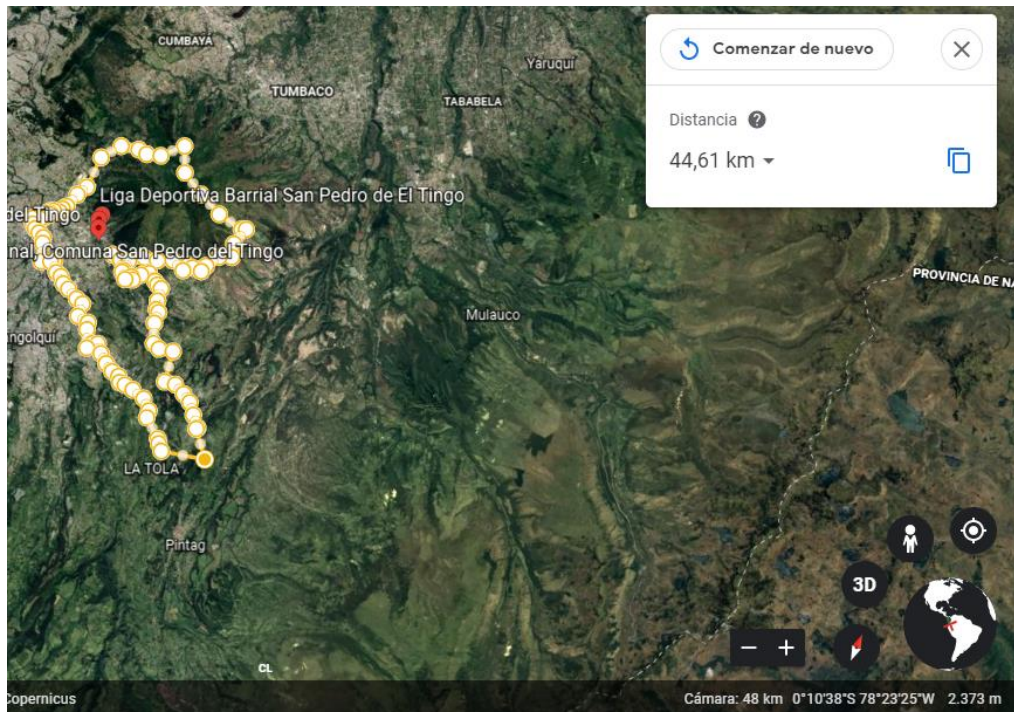 CUMBAYA
TUMBACO
Yaruquí
TABABELA
Comenzar de nuevo
Distancia
44,61 km
Liga Deportiva Barrial San Pedro de El Tingo
del Tingo
nal, Comuna San Pedro del Tingo
PROVINCIA DE NA
Mulauco
ngolquí
LA TOLA
Píntag
3D
CL
Copernicus
Cámara: 48 km 0°10'38"S 78°23'25"W 2.373 m